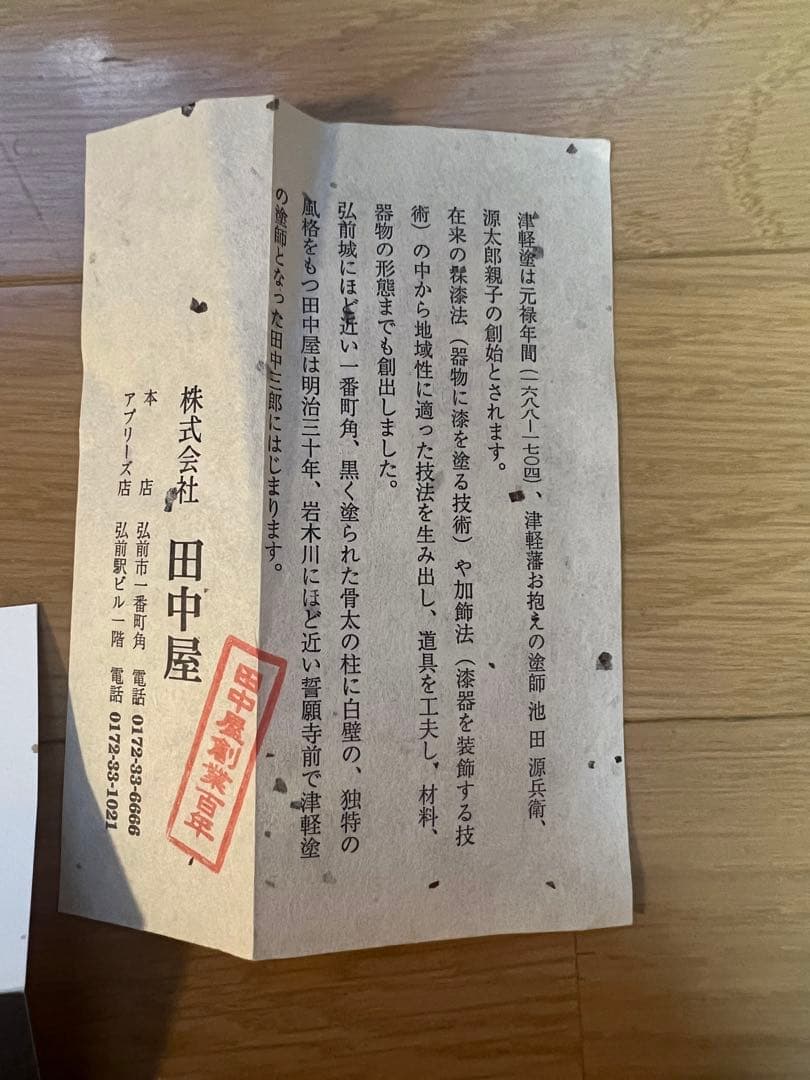 津軽塗は元禄年間(一六八八ー一七〇四)、津軽藩お抱えの塗師 池田 源兵衛、
源太郎親子の創始とされます。
在来の髹漆法(器物に漆を塗る技術)や加飾法(漆器を装飾する技
術)の中から地域性に適った技法を生み出し、道具を工夫し、材料、
器物の形態までも創出しました。
弘前城にほど近い一番町角、黒く塗られた骨太の柱に白壁の、独特の
風格をもつ田中屋は明治三十年、岩木川にほど近い誓願寺前で津軽塗
の塗師となった田中三郎にはじまります。
田中屋創業百年
株式会社 田中屋
本店 弘前市一番町角 電話 0172-33-6666
アプリーズ店 弘前駅ビル一階 電話 0172-33-1021